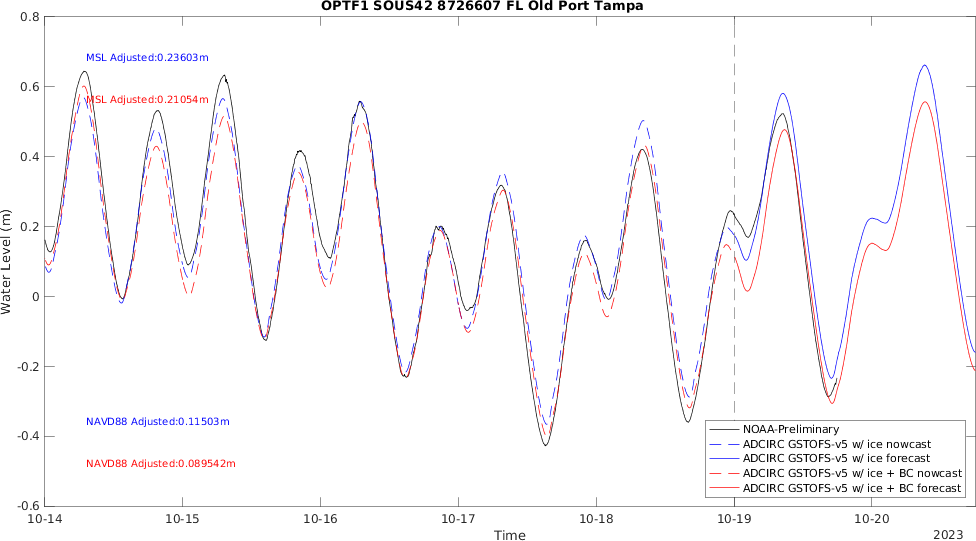 OPTF1 SOUS42 8726607 FL Old Port Tampa
0.8
0.6
0.4
0.2
0
-0.2
-0.4
-0.6
Water Level (m)
MSL Adjusted:0.23603m
MSL Adjusted:0.21054m
NAVD88 Adjusted:0.11503m
NAVD88 Adjusted:0.089542m
NOAA-Preliminary
ADCIRC GSTOFS-v5 w/ ice nowcast
ADCIRC GSTOFS-v5 w/ ice forecast
ADCIRC GSTOFS-v5 w/ ice + BC nowcast
ADCIRC GSTOFS-v5 w/ ice + BC forecast
10-14 10-15 10-16 10-17 10-18 10-19 10-20
Time
2023